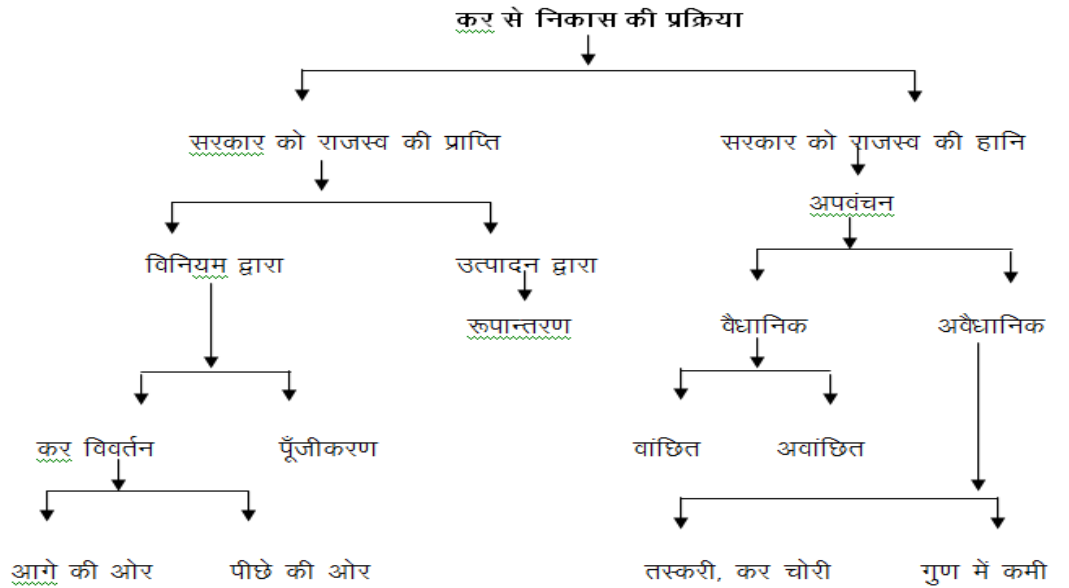 कर से निकास की प्रक्रिया
सरकार को राजस्व की प्राप्ति
सरकार को राजस्व की हानि
अपवंचन
विनियम द्वारा
उत्पादन द्वारा
रूपान्तरण
वैधानिक
अवैधानिक
कर विवर्तन
पूँजीकरण
वांछित
अवांछित
आगे की ओर
पीछे की ओर
तस्करी, कर चोरी
गुण में कमी